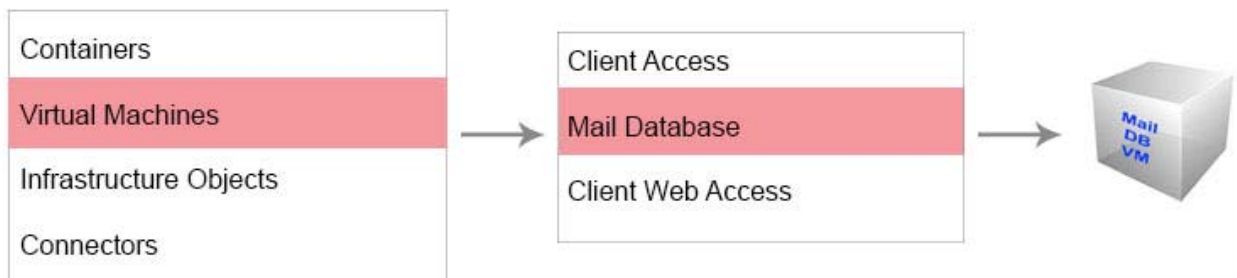 Containers
Virtual Machines
Infrastructure Objects
Connectors
Client Access
Mail Database
Client Web Access
Mail
DB
VM